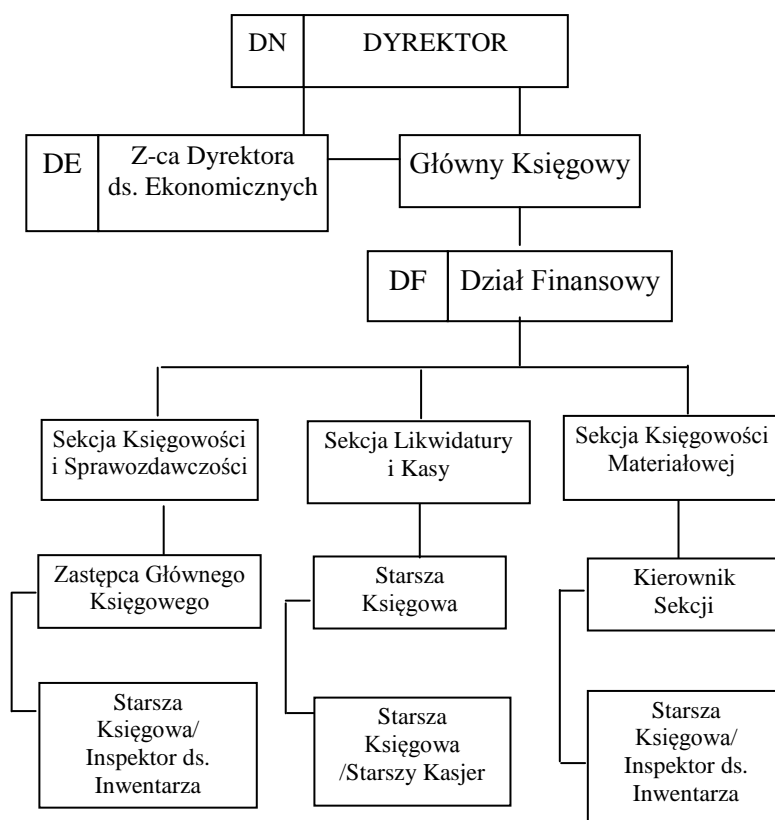 DN DYREKTOR
DE
Z-ca Dyrektora
ds. Ekonomicznych
Główny Księgowy
DF Dział Finansowy
Sekcja Księgowości
i Sprawozdawczości
Sekcja Likwidatury
i Kasy
Sekcja Księgowości
Materiałowej
Zastępca Głównego
Księgowego
Starsza
Księgowa
Kierownik
Sekcji
Starsza
Księgowa/
Inspektor ds.
Inwentarza
Starsza
Księgowa
/Starszy Kasjer
Starsza
Księgowa/
Inspektor ds.
Inwentarza